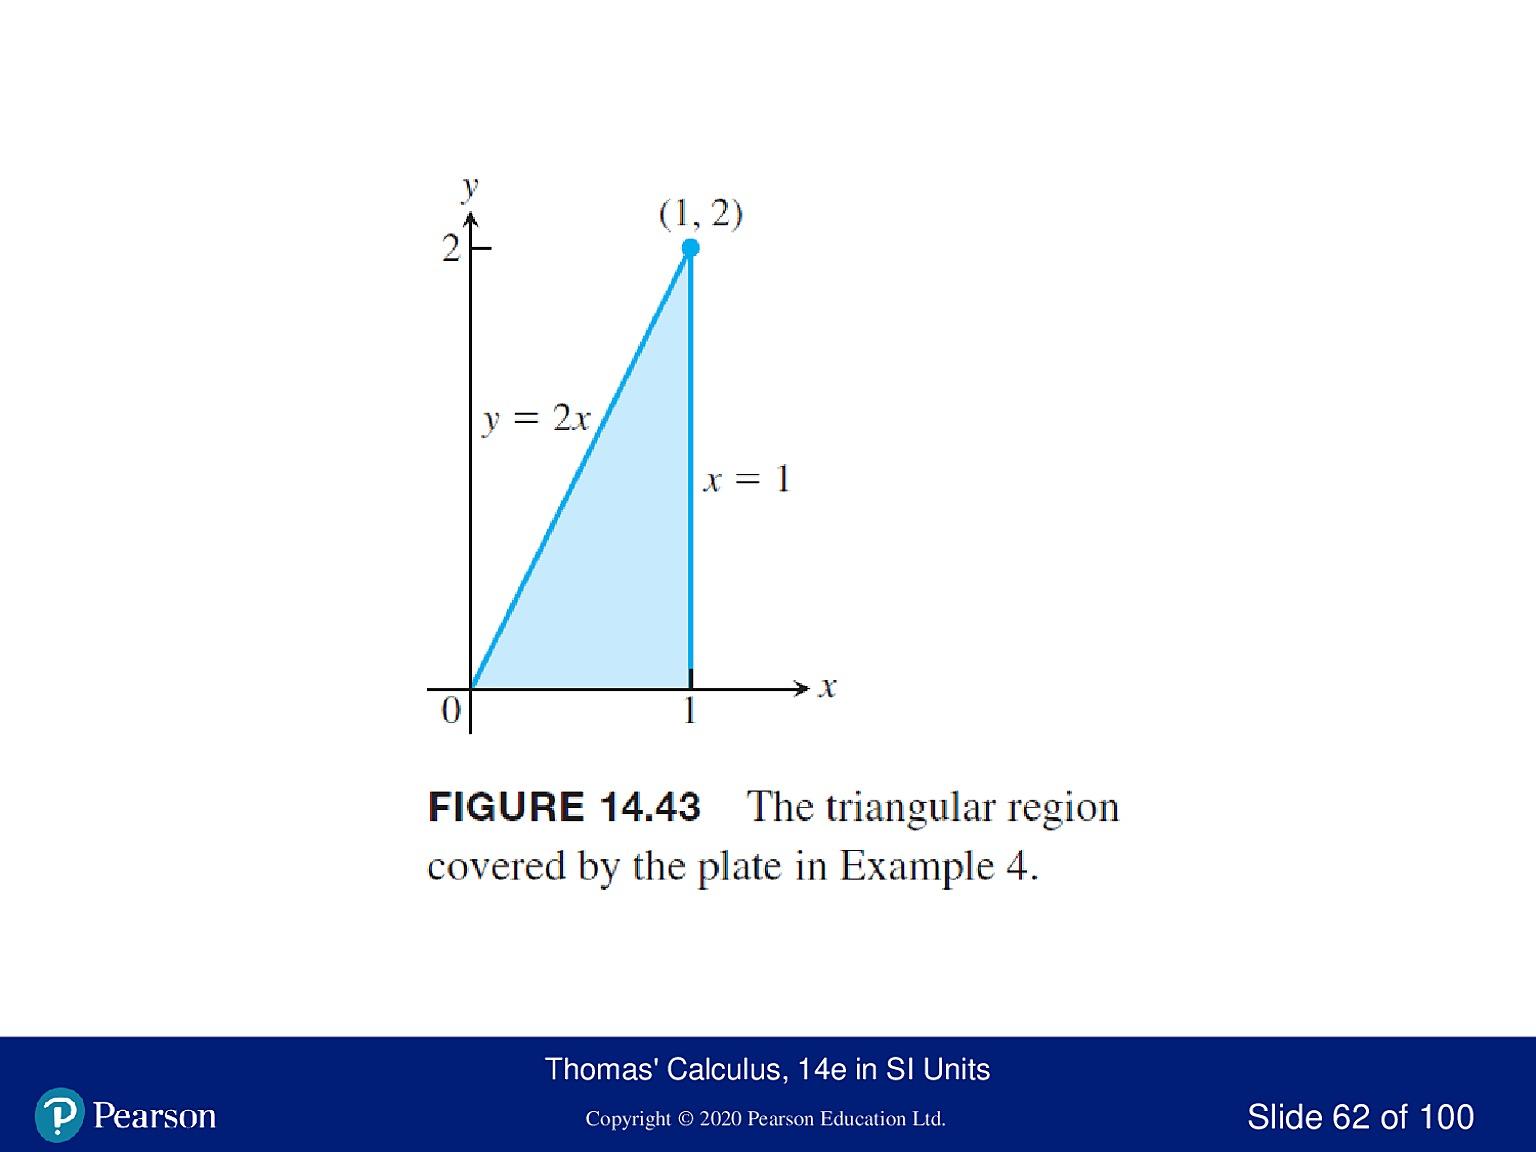 y
(1, 2)
2
y = 2x
x = 1
x
0
1
FIGURE 14.43 The triangular region
covered by the plate in Example 4.
Thomas' Calculus, 14e in SI Units
Pearson
Copyright © 2020 Pearson Education Ltd.
Slide 62 of 100